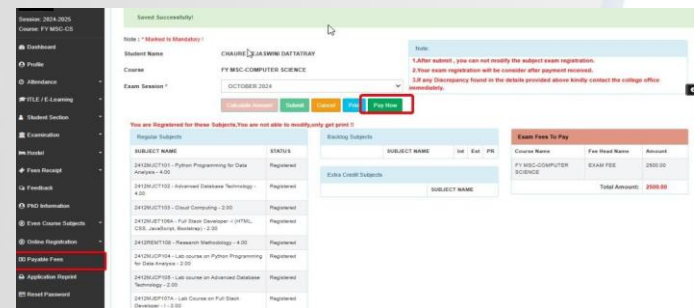 Session: 2024-2025
Course: FY MSC-CS
Dashboard
Profile
Attendance
ITLE / E-Learning
Student Section
Examination
Hostel
Fees Receipt
Feedback
PhD Information
Even Course Subjects
Online Registration
Payable Fees
Application Reprint
Reset Password
Saved Successfully!
Note : * Marked Is Mandatory !
Student Name
CHAURE TEJASWINI DATTATRAY
Course
FY MSC-COMPUTER SCIENCE
Exam Session *
OCTOBER 2024
Calculate Amount
Submit
Cancel
Print
Pay Now
Note
1.After submit , you can not modify the subject exam registration.
2.Your exam registration will be consider after payment received.
3.If any Discrepancy found in the details provided above kindly contact the college office immediately.
You are Registered for these Subjects,You are not able to modify,only get print !!
Regular Subjects
SUBJECT NAME STATUS
2412MJCT101 - Python Programming for Data Analysis - 4.00 Registered
2412MJCT102 - Advanced Database Technology - 4.00 Registered
2412MJCT103 - Cloud Computing - 2.00 Registered
2412MJET106A - Full Stack Developer -I (HTML, CSS, JavaScript, Bootstrap) - 2.00 Registered
2412REMT108 - Research Methodology - 4.00 Registered
2412MJCP104 - Lab course on Python Programming for Data Analysis - 2.00 Registered
2412MJCP105 - Lab course on Advanced Database Technology - 2.00 Registered
2412MJEP107A - Lab Course on Full Stack Developer - I - 2.00 Registered
Backlog Subjects
SUBJECT NAME Int Ext PR
Extra Credit Subjects
SUBJECT NAME
Exam Fees To Pay
Course Name Fee Head Name Amount
FY MSC-COMPUTER SCIENCE EXAM FEE 2500.00
Total Amount: 2500.00